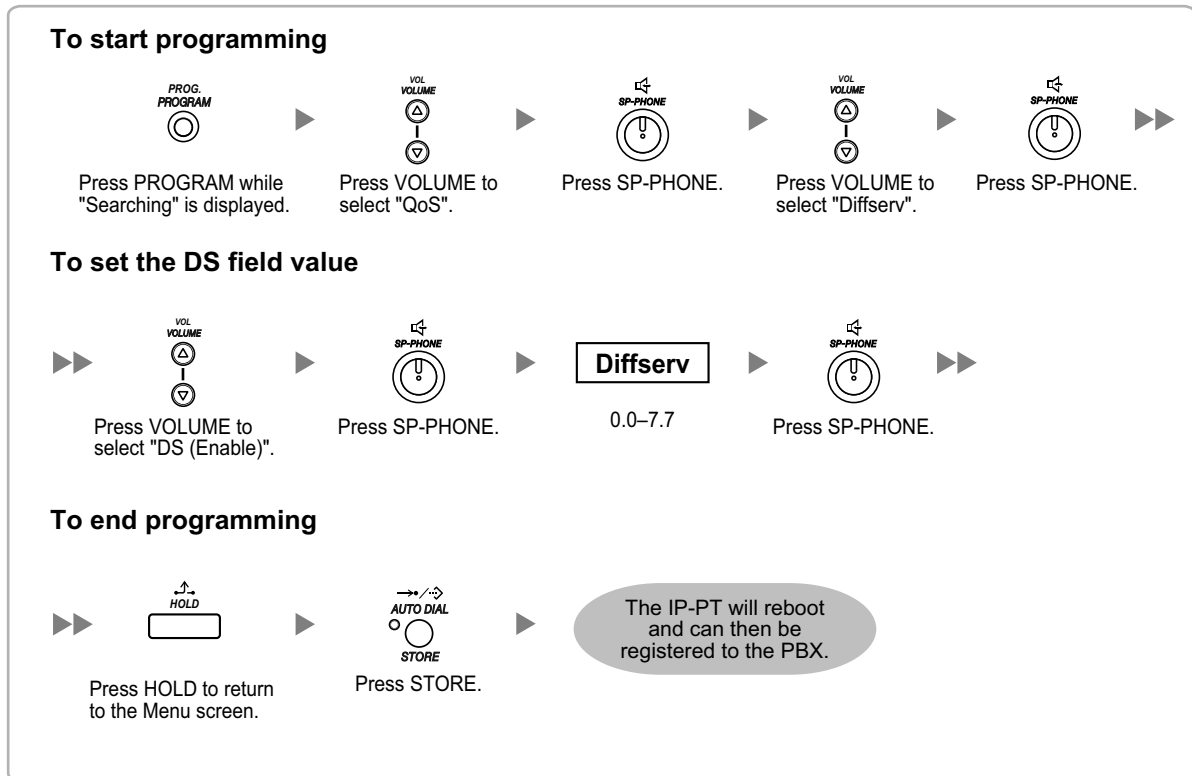 To start programming
PROG.
PROGRAM
Press PROGRAM while
"Searching" is displayed.
VOL
VOLUME
Press VOLUME to
select "QoS".
SP-PHONE
Press SP-PHONE.
VOL
VOLUME
Press VOLUME to
select "Diffserv".
SP-PHONE
Press SP-PHONE.
To set the DS field value
VOL
VOLUME
Press VOLUME to
select "DS (Enable)".
SP-PHONE
Press SP-PHONE.
Diffserv
0.0–7.7
SP-PHONE
Press SP-PHONE.
To end programming
HOLD
Press HOLD to return
to the Menu screen.
AUTO DIAL
STORE
Press STORE.
The IP-PT will reboot
and can then be
registered to the PBX.